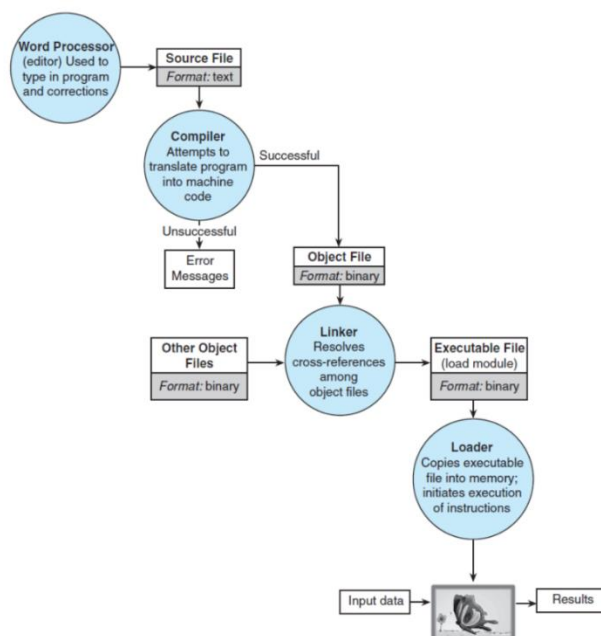 Word Processor
(editor) Used to
type in program
and corrections
Source File
Format: text
Compiler
Attempts to
translate program
into machine
code
Successful
Unsuccessful
Error
Messages
Object File
Format: binary
Other Object
Files
Format: binary
Linker
Resolves
cross-references
among
object files
Executable File
(load module)
Format: binary
Loader
Copies executable
file into memory;
initiates execution
of instructions
Input data
Results